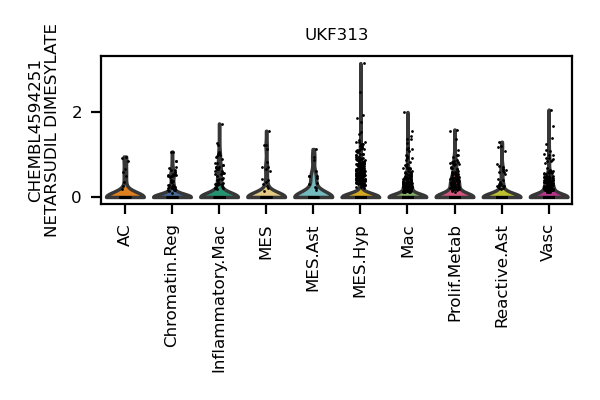 UKF313
CHEMBL4594251
NETARSUDIL DIMESYLATE
2
0
AC
Chromatin.Reg
Inflammatory.Mac
MES
MES.Ast
MES.Hyp
Mac
Prolif.Metab
Reactive.Ast
Vasc